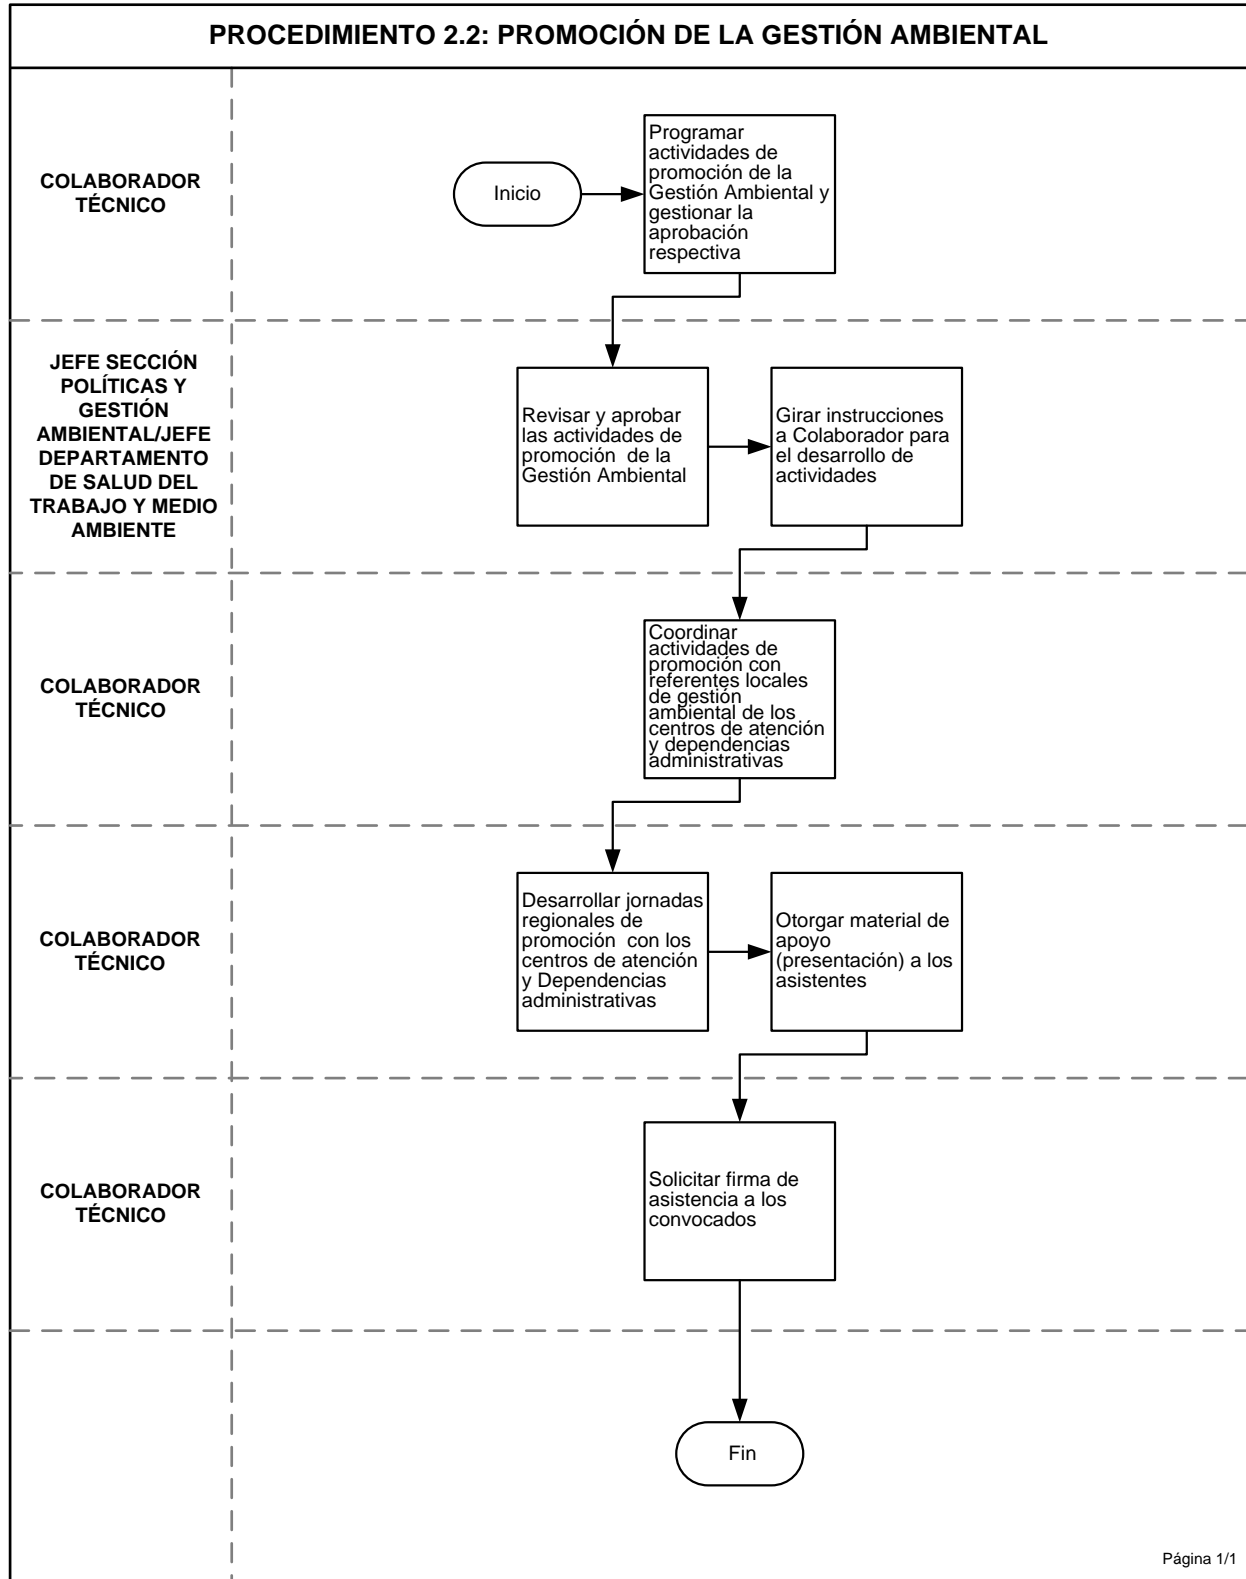 PROCEDIMIENTO 2.2: PROMOCIÓN DE LA GESTIÓN AMBIENTAL
COLABORADOR
TÉCNICO
Inicio
Programar
actividades de
promoción de la
Gestión Ambiental y
gestionar la
aprobación
respectiva
JEFE SECCIÓN
POLÍTICAS Y
GESTIÓN
AMBIENTAL/JEFE
DEPARTAMENTO
DE SALUD DEL
TRABAJO Y MEDIO
AMBIENTE
Revisar y aprobar
las actividades de
promoción de la
Gestión Ambiental
Girar instrucciones
a Colaborador para
el desarrollo de
actividades
COLABORADOR
TÉCNICO
Coordinar
actividades de
promoción con
referentes locales
de gestión
ambiental de los
centros de atención
y dependencias
administrativas
COLABORADOR
TÉCNICO
Desarrollar jornadas
regionales de
promoción con los
centros de atención
y Dependencias
administrativas
Otorgar material de
apoyo
(presentación) a los
asistentes
COLABORADOR
TÉCNICO
Solicitar firma de
asistencia a los
convocados
Fin
Página 1/1